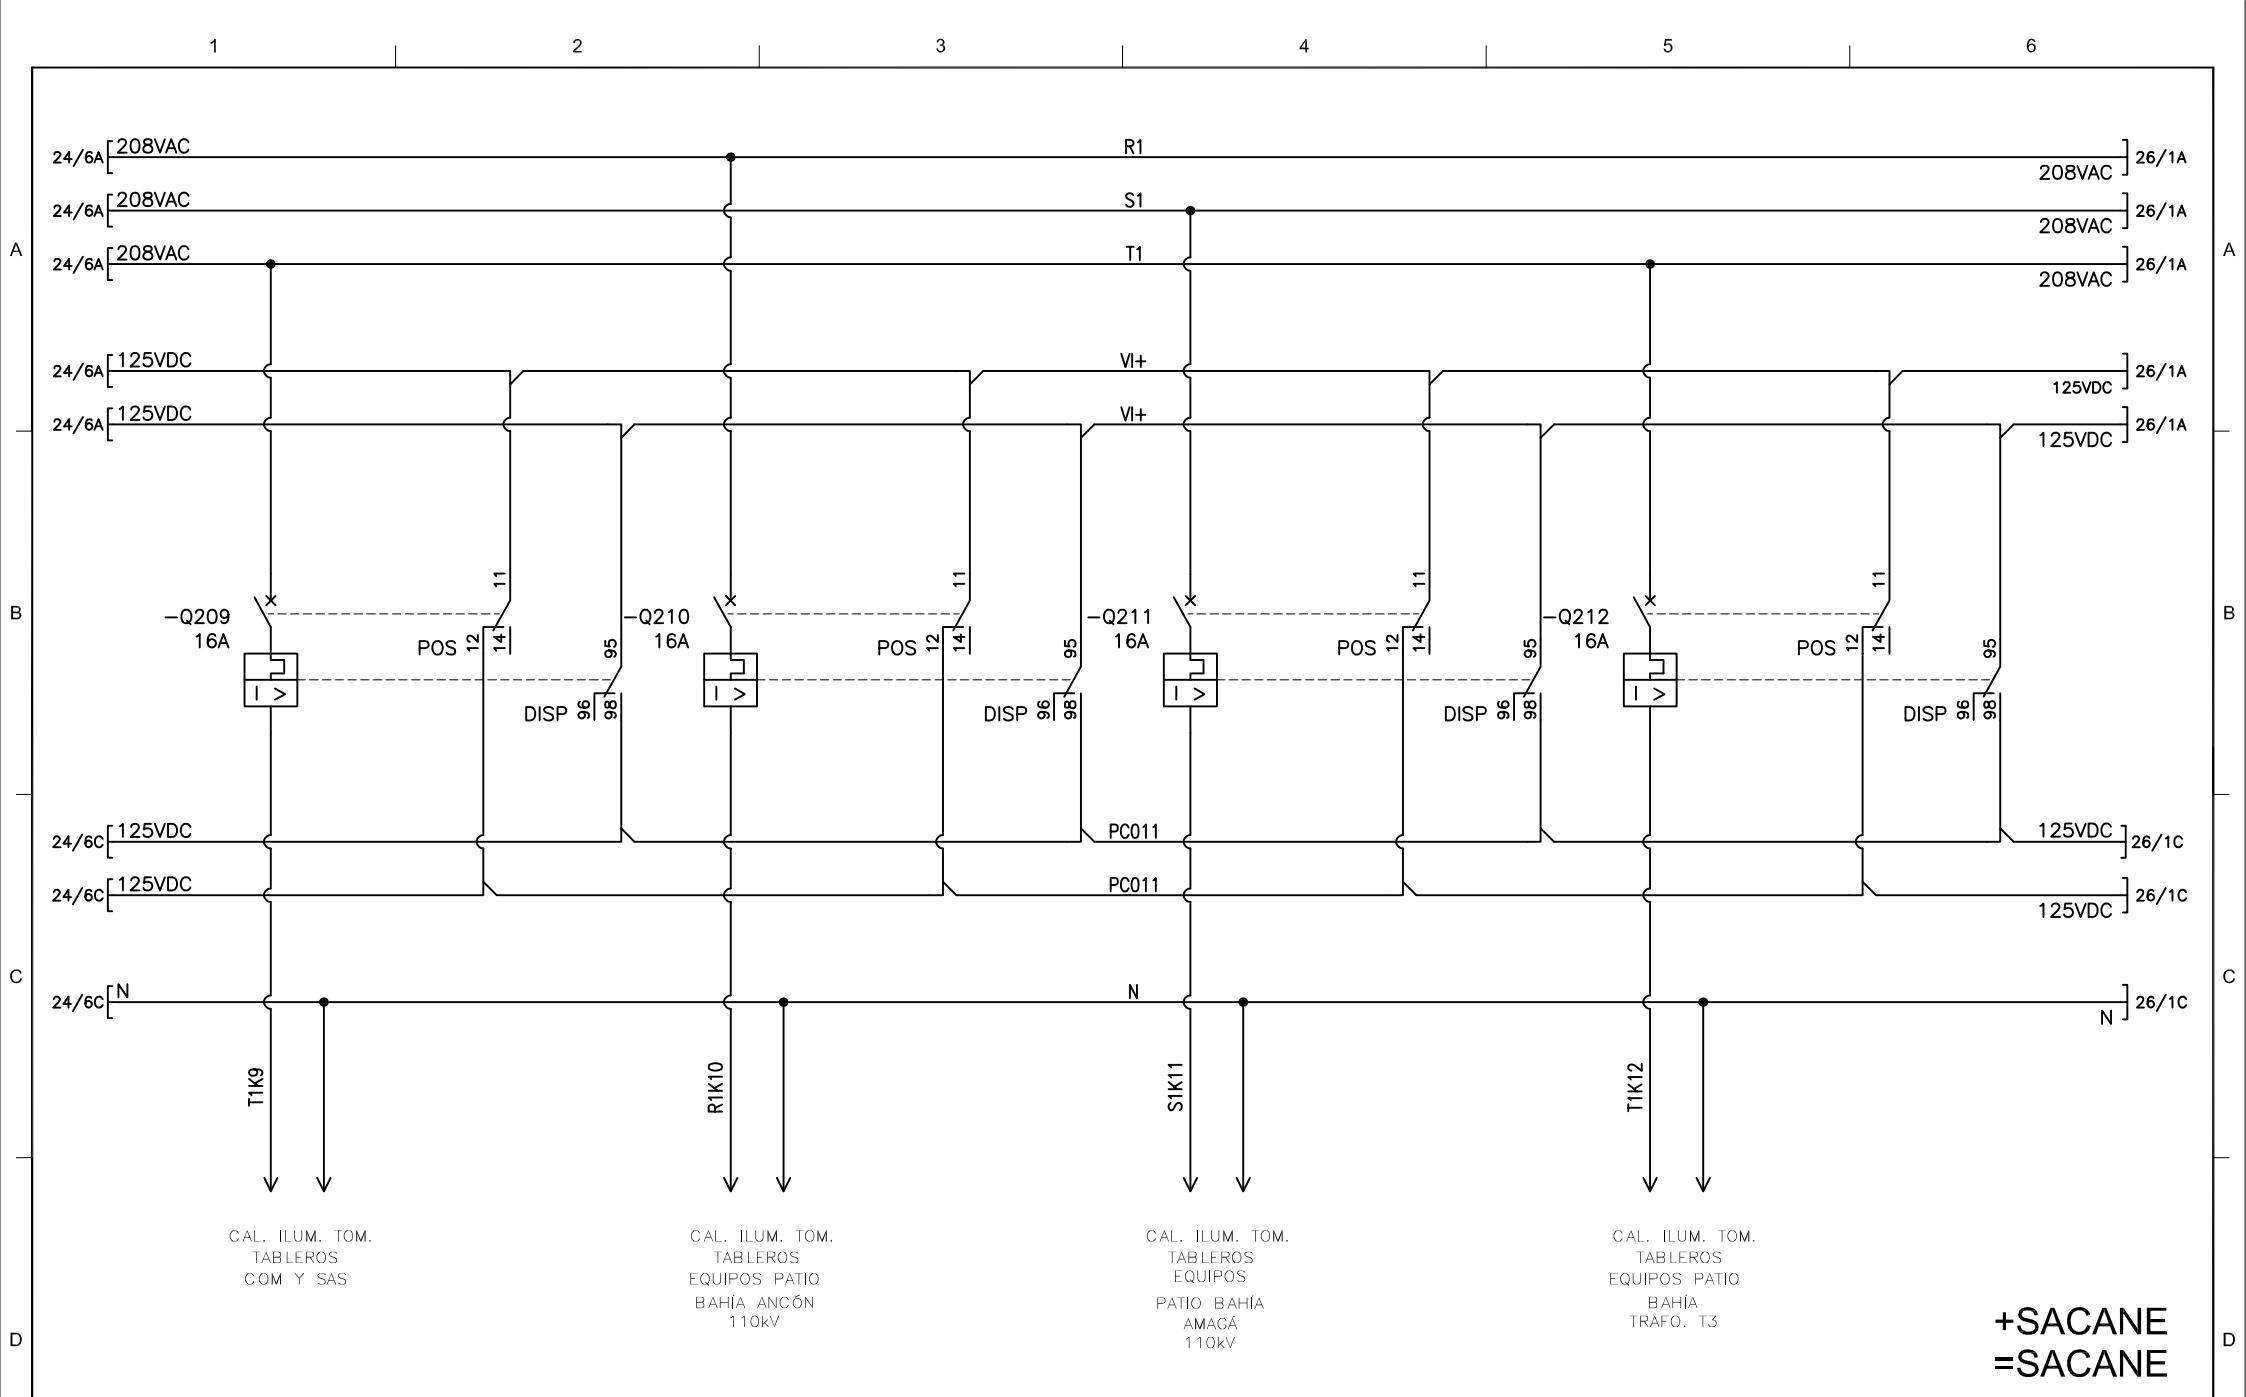 1 2 3 4 5 6
24/6A 208VAC R1 208VAC 26/1A
24/6A 208VAC S1 208VAC 26/1A
A 24/6A 208VAC T1 208VAC 26/1A A
24/6A 125VDC VI+ 125VDC 26/1A
24/6A 125VDC VI+ 125VDC 26/1A
11 11 11 11
B -Q209 -Q210 -Q211 -Q212 B
16A POS 12 14 95 16A POS 12 14 95 16A POS 12 14 95 16A POS 12 14 95
I > DISP 96 98 I > DISP 96 98 I > DISP 96 98 I > DISP 96 98
24/6C 125VDC PC011 125VDC 26/1C
24/6C 125VDC PC011 125VDC 26/1C
C C
24/6C N N N 26/1C
T1K9 R1K10 S1K11 T1K12
CAL. ILUM. TOM.
TABLEROS
COM Y SAS
CAL. ILUM. TOM.
TABLEROS
EQUIPOS PATIO
BAHÍA ANCÓN
110kV
CAL. ILUM. TOM.
TABLEROS
EQUIPOS
PATIO BAHÍA
AMAGÁ
110kV
CAL. ILUM. TOM.
TABLEROS
EQUIPOS PATIO
BAHÍA
TRAFO. T3
D D
+SACANE
=SACANE